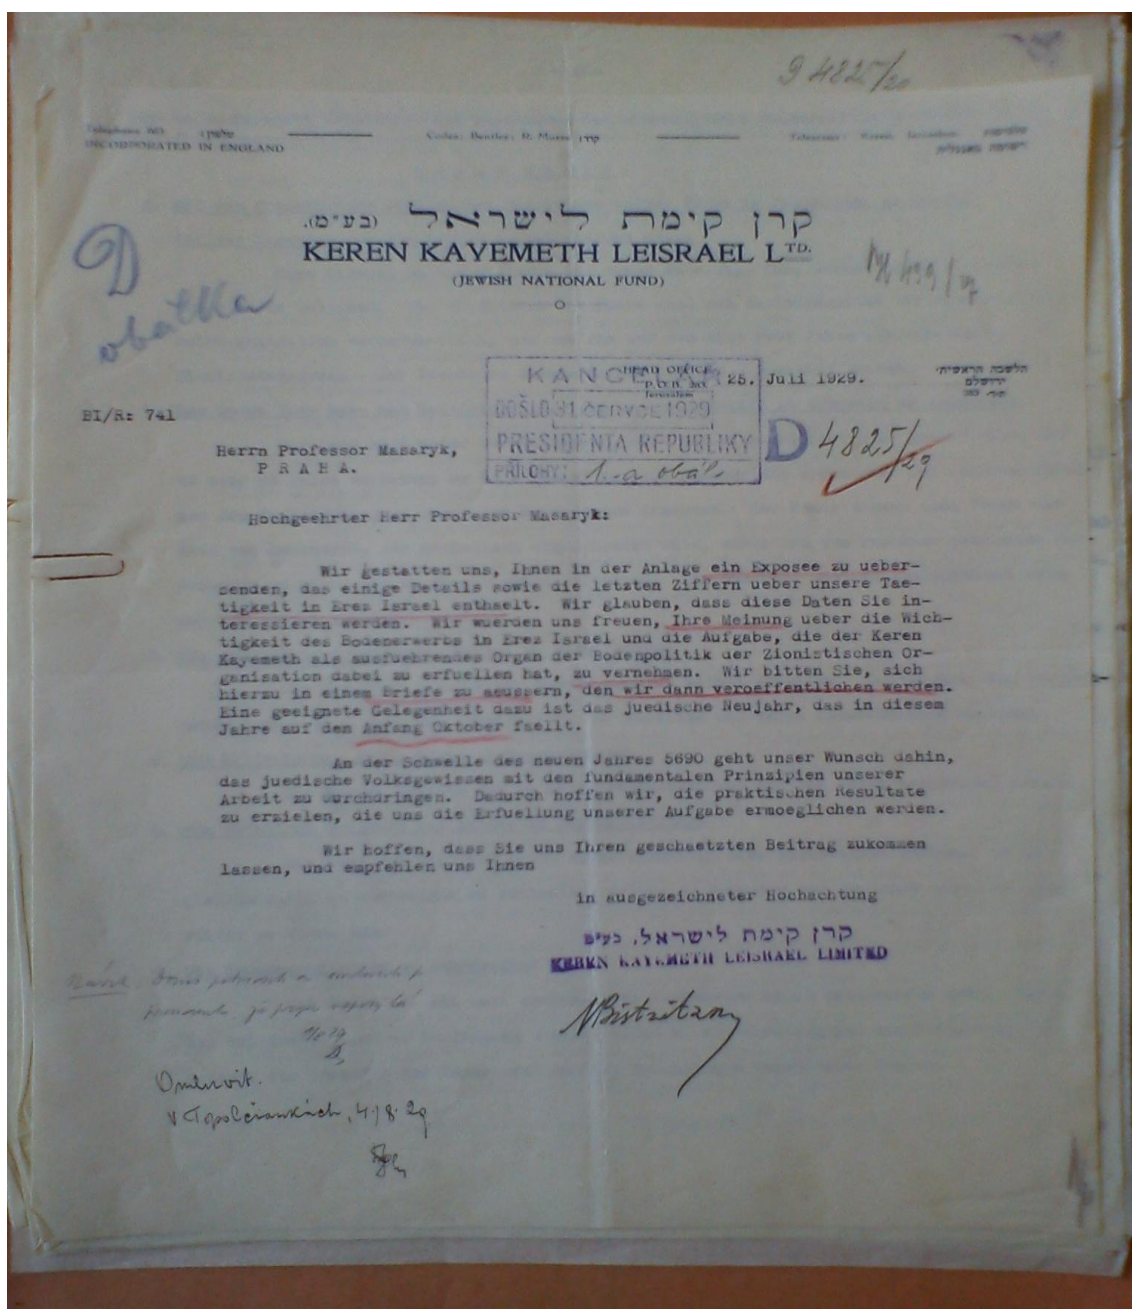 D 4825/29
INCORPORATED IN ENGLAND
קרן קימת לישראל (בע"מ).
KEREN KAYEMETH LEISRAEL LTD.
(JEWISH NATIONAL FUND)
D
obálka
HEAD OFFICE
P.O.B. 283
Jerusalem
הלשכה הראשית
ירושלים
25. Juli 1929.
KANCELÁŘ
DOŠLO 31 ČERVCE 1929
PRESIDENTA REPUBLIKY
PŘÍLOHY: 1 a obál.
D 4825/29
BI/R: 741
Herrn Professor Masaryk,
PRAHA.
Hochgeehrter Herr Professor Masaryk:
Wir gestatten uns, Ihnen in der Anlage ein Exposee zu ueber-
senden, das einige Details sowie die letzten Ziffern ueber unsere Tae-
tigkeit in Erez Israel enthaelt. Wir glauben, dass diese Daten Sie in-
teressieren werden. Wir wuerden uns freuen, Ihre Meinung ueber die Wich-
tigkeit des Bodenerwerbs in Erez Israel und die Aufgabe, die der Keren
Kayemeth als ausfuehrendes Organ der Bodenpolitik der Zionistischen Or-
ganisation dabei zu erfuellen hat, zu vernehmen. Wir bitten Sie, sich
hierzu in einem Briefe zu aeussern, den wir dann veroeffentlichen werden.
Eine geeignete Gelegenheit dazu ist das juedische Neujahr, das in diesem
Jahre auf den Anfang Oktober faellt.
An der Schwelle des neuen Jahres 5690 geht unser Wunsch dahin,
das juedische Volksgewissen mit den fundamentalen Prinzipien unserer
Arbeit zu durchdringen. Dadurch hoffen wir, die praktischen Resultate
zu erzielen, die uns die Erfuellung unserer Aufgabe ermoeglichen werden.
Wir hoffen, dass Sie uns Ihren geschaetzten Beitrag zukommen
lassen, und empfehlen uns Ihnen
in ausgezeichneter Hochachtung
קרן קימת לישראל, בע"מ
KEREN KAYEMETH LEISRAEL LIMITED
N Bistritzky
Omluvit.
V Topolčiankách, 4/8. 29